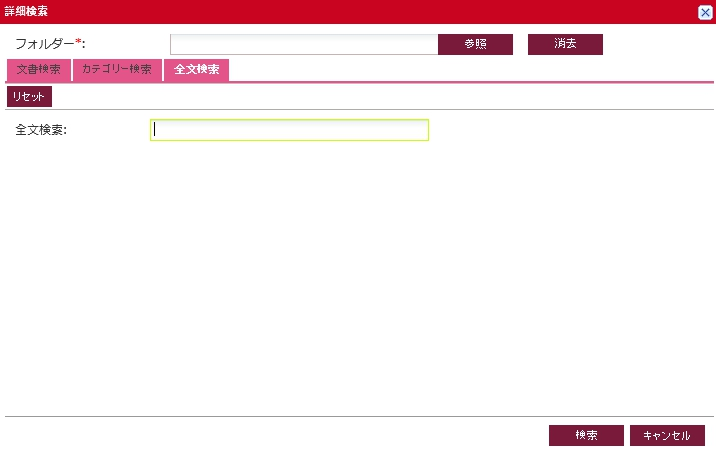 詳細検索
フォルダー*: 参照 消去
文書検索 カテゴリー検索 全文検索
リセット
全文検索:
検索 キャンセル